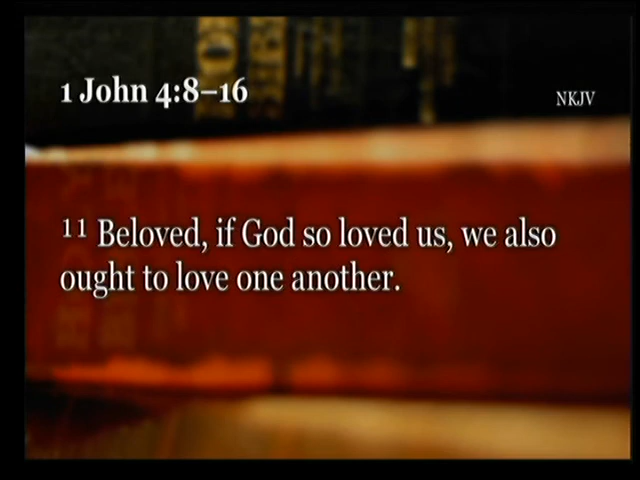 1 John 4:8–16
NKJV
11 Beloved, if God so loved us, we also
ought to love one another.